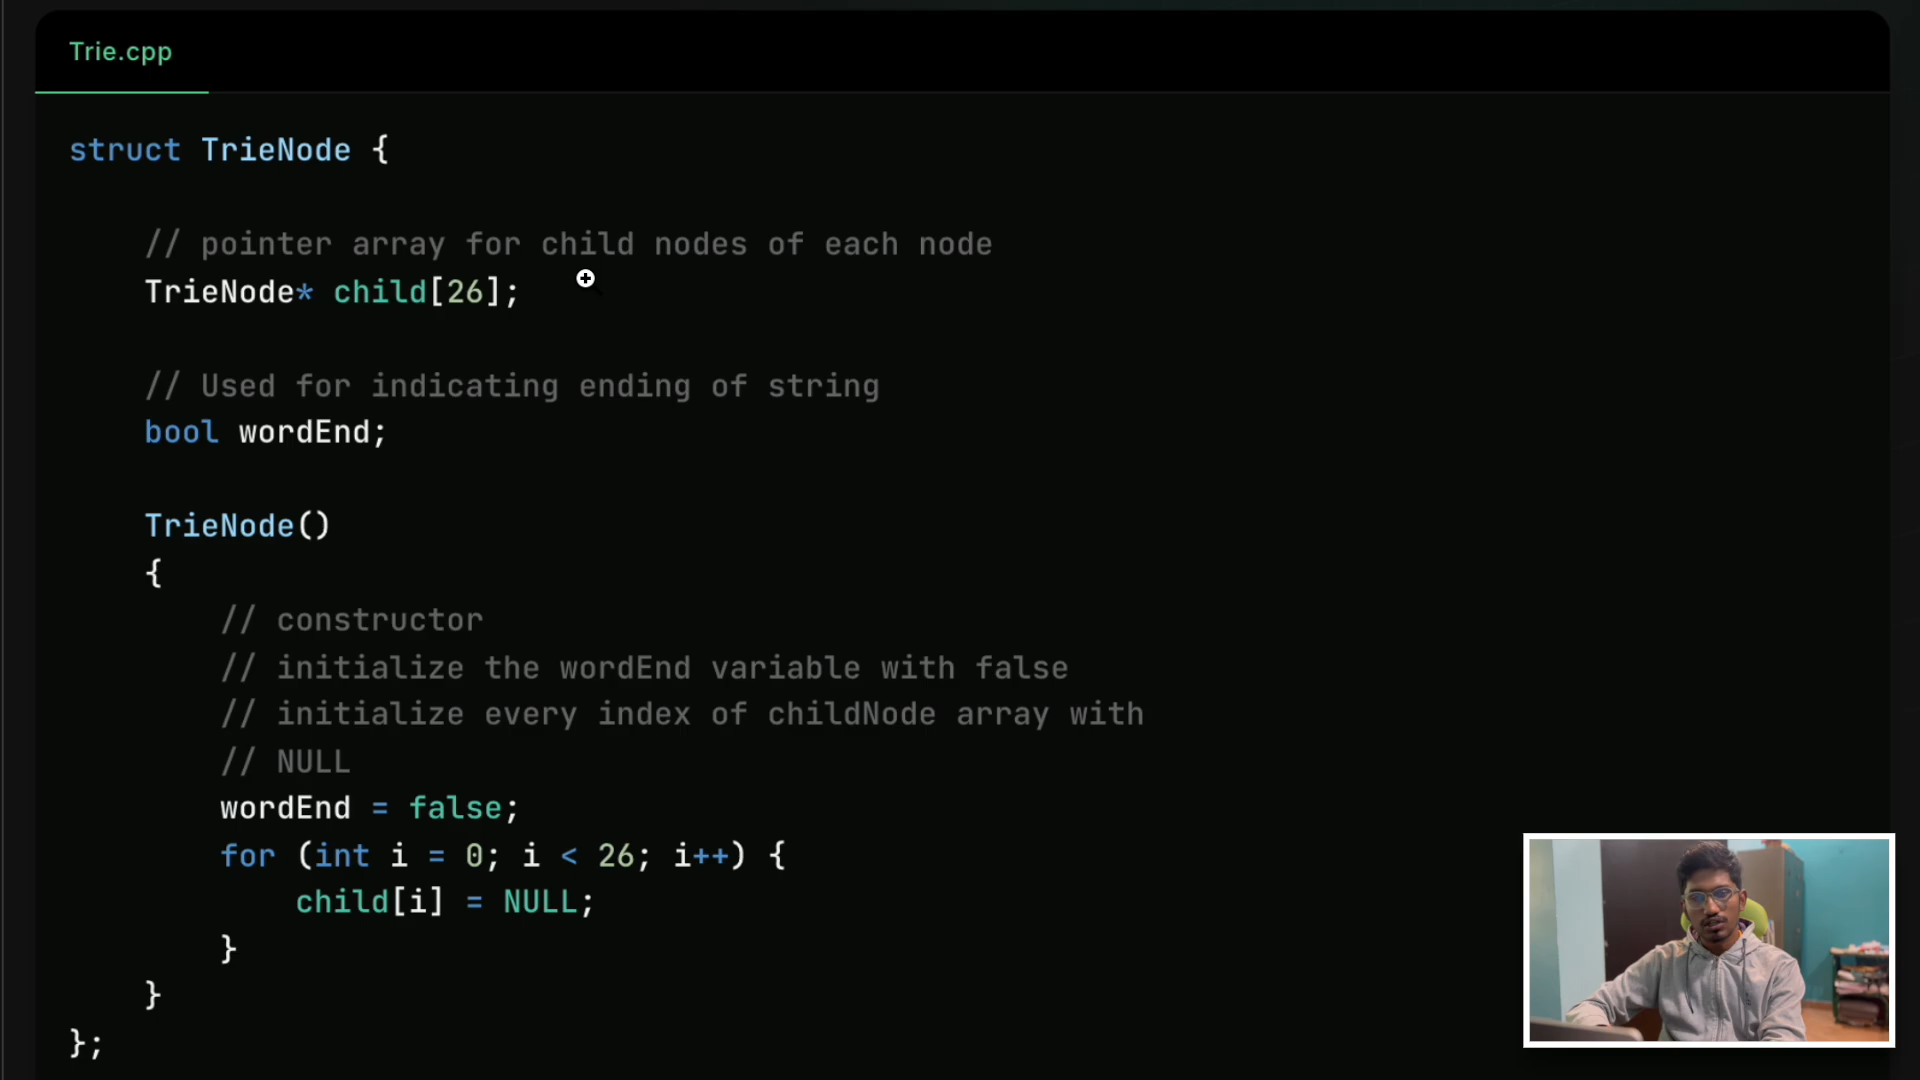 Trie.cpp
struct TrieNode {
// pointer array for child nodes of each node
TrieNode* child[26];
// Used for indicating ending of string
bool wordEnd;
TrieNode()
{
// constructor
// initialize the wordEnd variable with false
// initialize every index of childNode array with
// NULL
wordEnd = false;
for (int i = 0; i < 26; i++) {
child[i] = NULL;
}
}
};